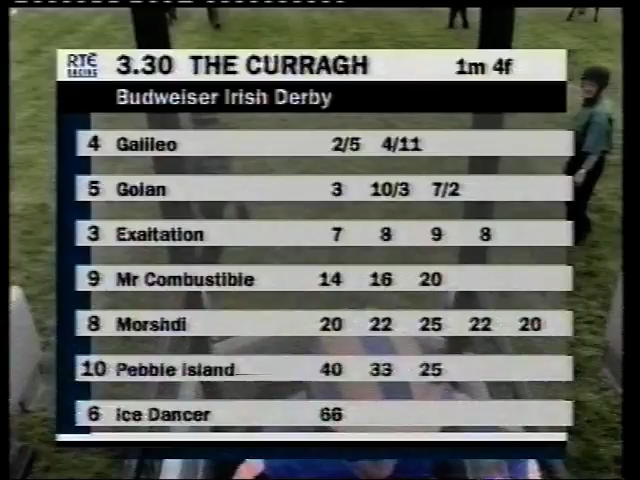 RTÉ RACING 3.30 THE CURRAGH 1m 4f
Budweiser Irish Derby
4 Galileo 2/5 4/11
5 Golan 3 10/3 7/2
3 Exaltation 7 8 9 8
9 Mr Combustible 14 16 20
8 Morshdi 20 22 25 22 20
10 Pebble Island 40 33 25
6 Ice Dancer 66